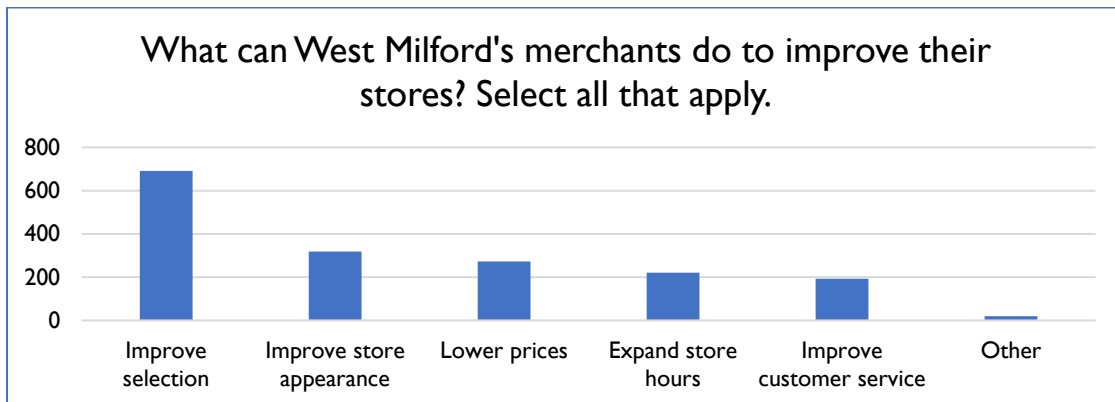 What can West Milford's merchants do to improve their
stores? Select all that apply.
800
600
400
200
0
Improve
selection
Improve store
appearance
Lower prices
Expand store
hours
Improve
customer service
Other